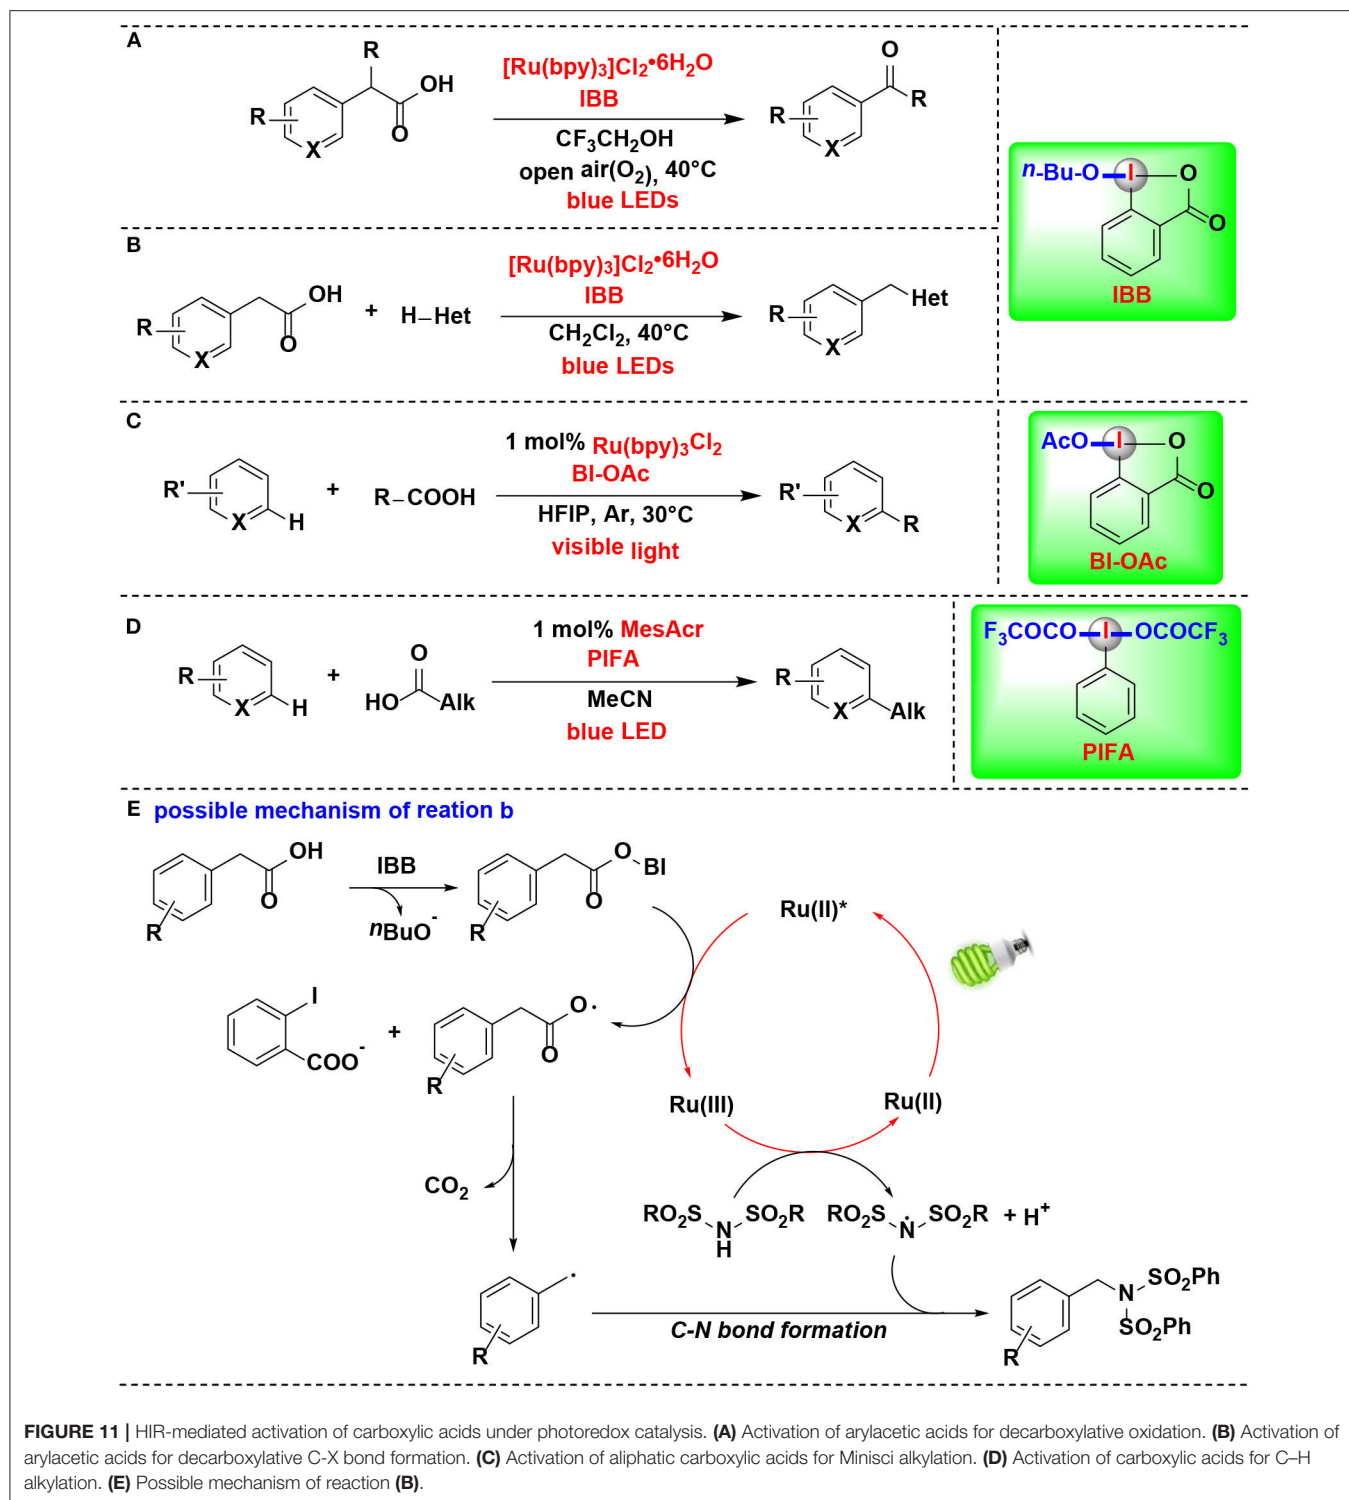 A
R
OH
O
R
X
[Ru(bpy)₃]Cl₂•6H₂O
IBB
CF₃CH₂OH
open air(O₂), 40°C
blue LEDs
O
R
R
X
n-Bu-O
I
O
O
IBB
B
OH
O
R
X
+
H–Het
[Ru(bpy)₃]Cl₂•6H₂O
IBB
CH₂Cl₂, 40°C
blue LEDs
Het
R
X
C
R'
X
H
+
R–COOH
1 mol% Ru(bpy)₃Cl₂
BI-OAc
HFIP, Ar, 30°C
visible light
R'
X
R
AcO
I
O
O
BI-OAc
D
R
X
H
+
O
HO
Alk
1 mol% MesAcr
PIFA
MeCN
blue LED
R
X
Alk
F₃COCO
I
OCOCF₃
PIFA
E possible mechanism of reation b
OH
O
R
IBB
nBuO⁻
O
BI
O
R
Ru(II)*
I
COO⁻
+
O·
O
R
Ru(III)
Ru(II)
CO₂
RO₂S
N
H
SO₂R
RO₂S
Ṅ
SO₂R
+ H⁺
·
R
C-N bond formation
N
SO₂Ph
SO₂Ph
R
FIGURE 11 | HIR-mediated activation of carboxylic acids under photoredox catalysis. (A) Activation of arylacetic acids for decarboxylative oxidation. (B) Activation of
arylacetic acids for decarboxylative C-X bond formation. (C) Activation of aliphatic carboxylic acids for Minisci alkylation. (D) Activation of carboxylic acids for C–H
alkylation. (E) Possible mechanism of reaction (B).